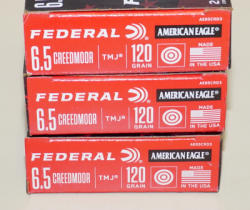 FEDERAL
AMERICAN EAGLE
6.5 CREEDMOOR
TMJ
120
GRAIN
MADE
IN THE USA
AE65CRD3
FEDERAL
AMERICAN EAGLE
6.5 CREEDMOOR
TMJ
120
GRAIN
MADE
IN THE USA
AE65CRD3
FEDERAL
AMERICAN EAGLE
6.5 CREEDMOOR
TMJ
120
GRAIN
MADE
IN THE USA